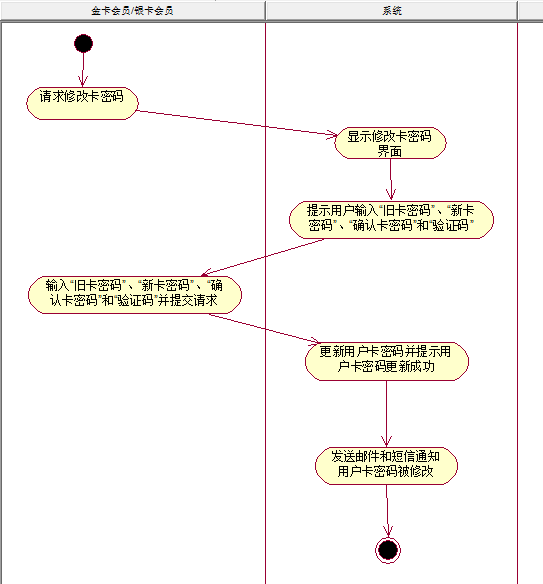 金卡会员/银卡会员
系统
请求修改卡密码
显示修改卡密码
界面
提示用户输入“旧卡密码”、“新卡
密码”、“确认卡密码”和“验证码”
输入“旧卡密码”、“新卡密码”、“确
认卡密码”和“验证码”并提交请求
更新用户卡密码并提示用
户卡密码更新成功
发送邮件和短信通知
用户卡密码被修改